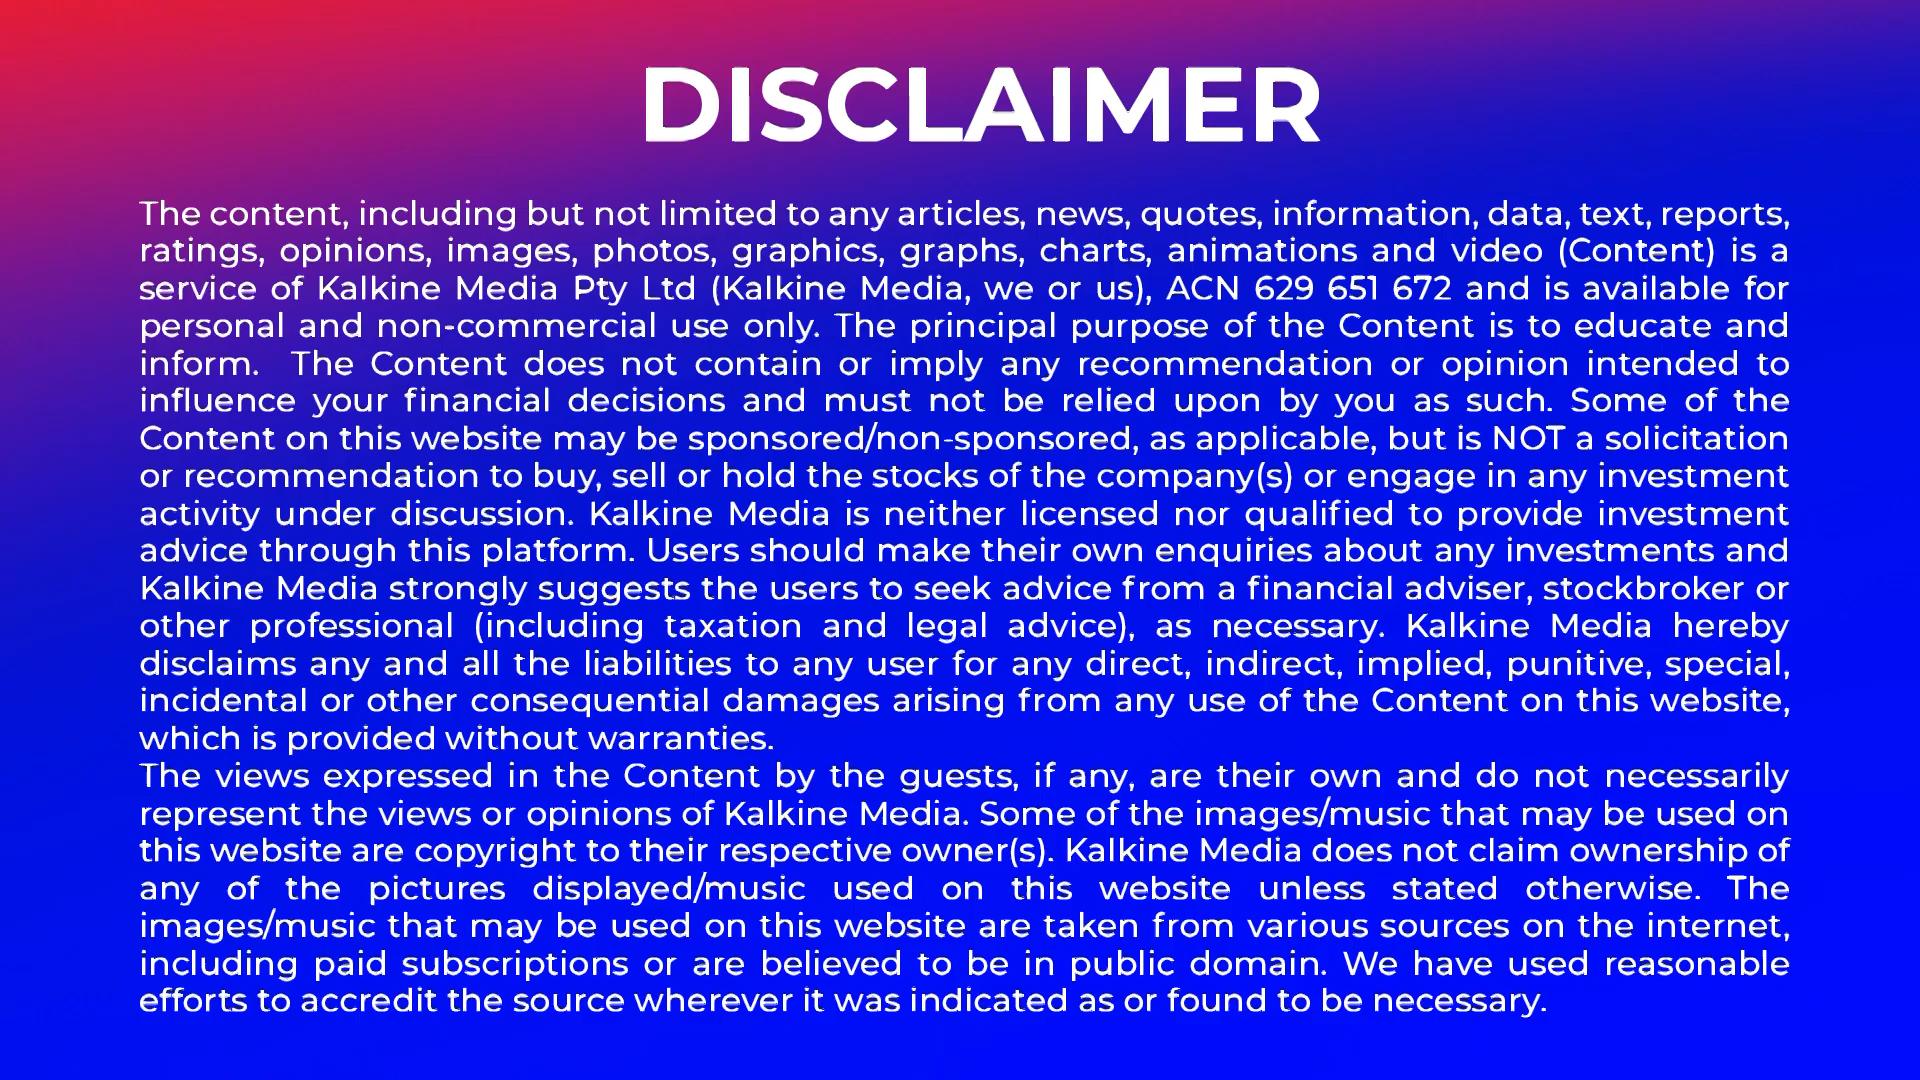 DISCLAIMER
The content, including but not limited to any articles, news, quotes, information, data, text, reports,
ratings, opinions, images, photos, graphics, graphs, charts, animations and video (Content) is a
service of Kalkine Media Pty Ltd (Kalkine Media, we or us), ACN 629 651 672 and is available for
personal and non-commercial use only. The principal purpose of the Content is to educate and
inform.  The Content does not contain or imply any recommendation or opinion intended to
influence your financial decisions and must not be relied upon by you as such. Some of the
Content on this website may be sponsored/non-sponsored, as applicable, but is NOT a solicitation
or recommendation to buy, sell or hold the stocks of the company(s) or engage in any investment
activity under discussion. Kalkine Media is neither licensed nor qualified to provide investment
advice through this platform. Users should make their own enquiries about any investments and
Kalkine Media strongly suggests the users to seek advice from a financial adviser, stockbroker or
other professional (including taxation and legal advice), as necessary. Kalkine Media hereby
disclaims any and all the liabilities to any user for any direct, indirect, implied, punitive, special,
incidental or other consequential damages arising from any use of the Content on this website,
which is provided without warranties.
The views expressed in the Content by the guests, if any, are their own and do not necessarily
represent the views or opinions of Kalkine Media. Some of the images/music that may be used on
this website are copyright to their respective owner(s). Kalkine Media does not claim ownership of
any of the pictures displayed/music used on this website unless stated otherwise. The
images/music that may be used on this website are taken from various sources on the internet,
including paid subscriptions or are believed to be in public domain. We have used reasonable
efforts to accredit the source wherever it was indicated as or found to be necessary.